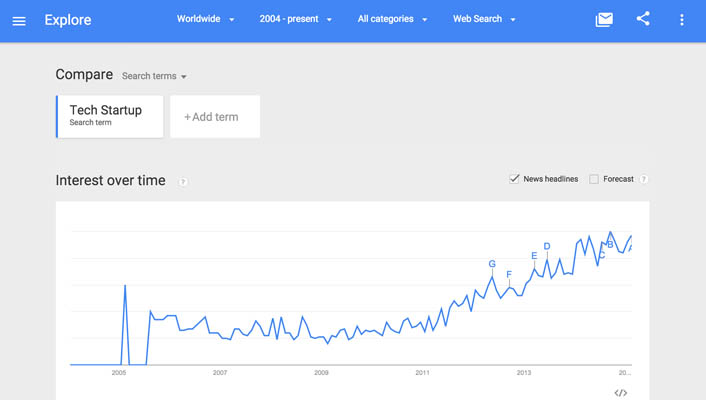 Explore
Worldwide
2004 - present
All categories
Web Search
Compare
Search terms
Tech Startup
Search term
+Add term
Interest over time
?
News headlines
Forecast
?
G
F
E
D
C
B
A
2005
2007
2009
2011
2013
20...
</>